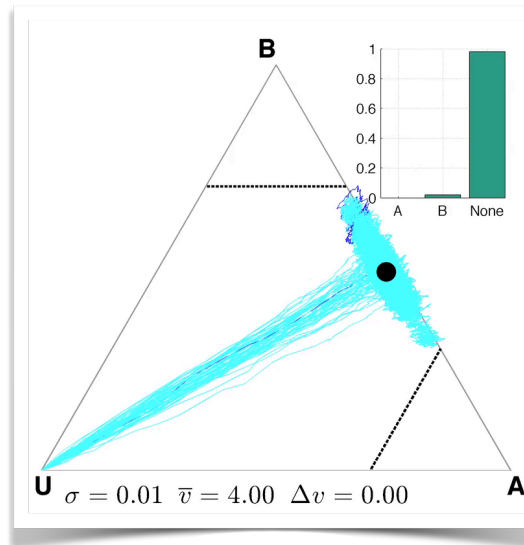 B
1
0.8
0.6
0.4
0.2
0
A B None
U
A
σ = 0.01 v̅ = 4.00 Δv = 0.00